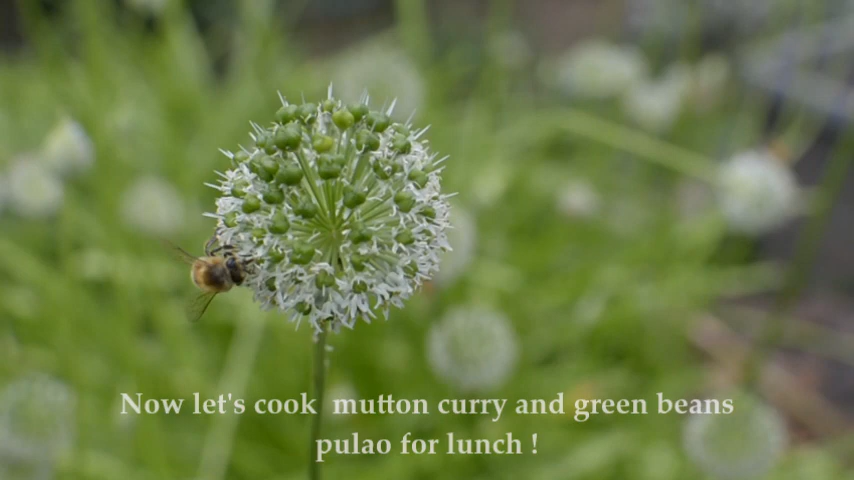 Now let's cook  mutton curry and green beans
pulao for lunch !